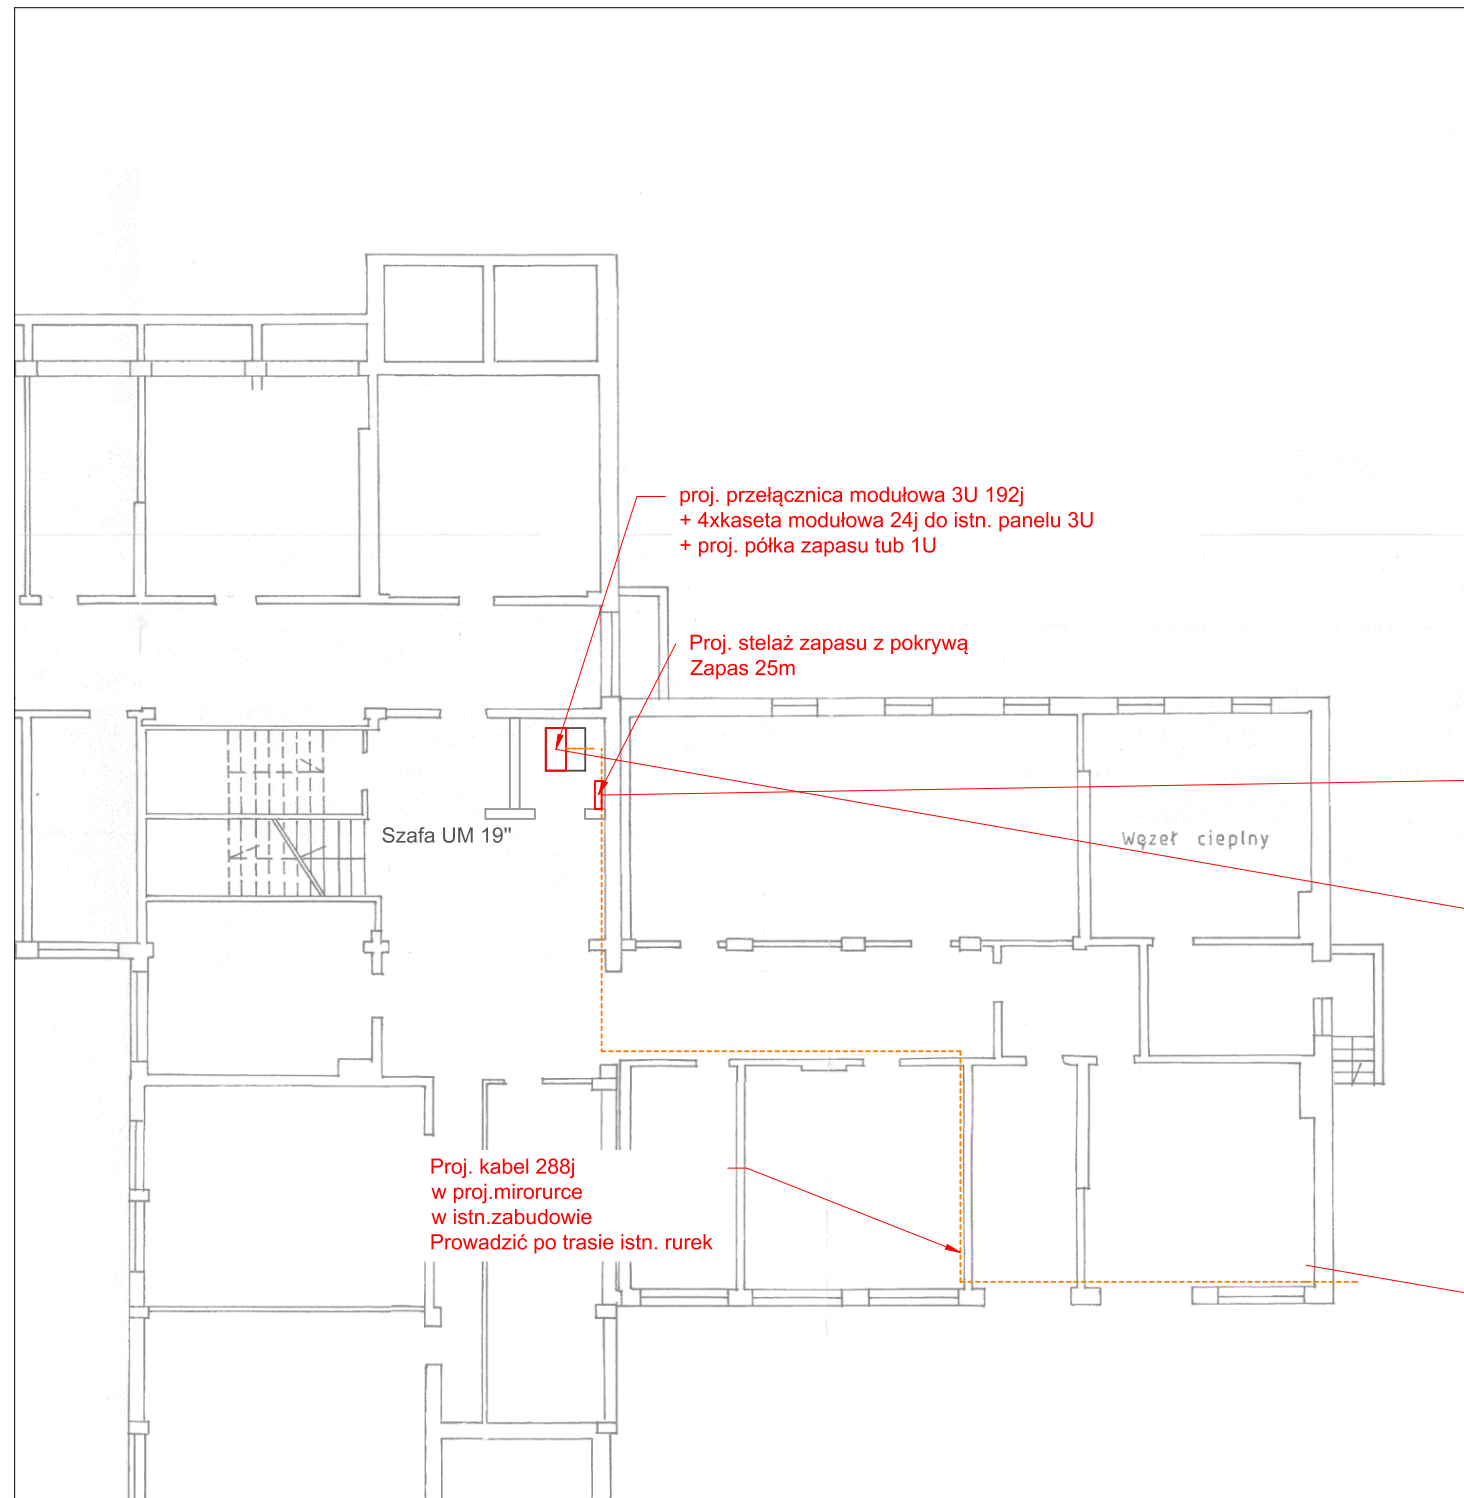 proj. przełącznica modułowa 3U 192j
+ 4xkaseta modułowa 24j do istn. panelu 3U
+ proj. półka zapasu tub 1U
Proj. stelaż zapasu z pokrywą
Zapas 25m
Szafa UM 19"
Węzeł cieplny
Proj. kabel 288j
w proj.mirorurce
w istn.zabudowie
Prowadzić po trasie istn. rurek